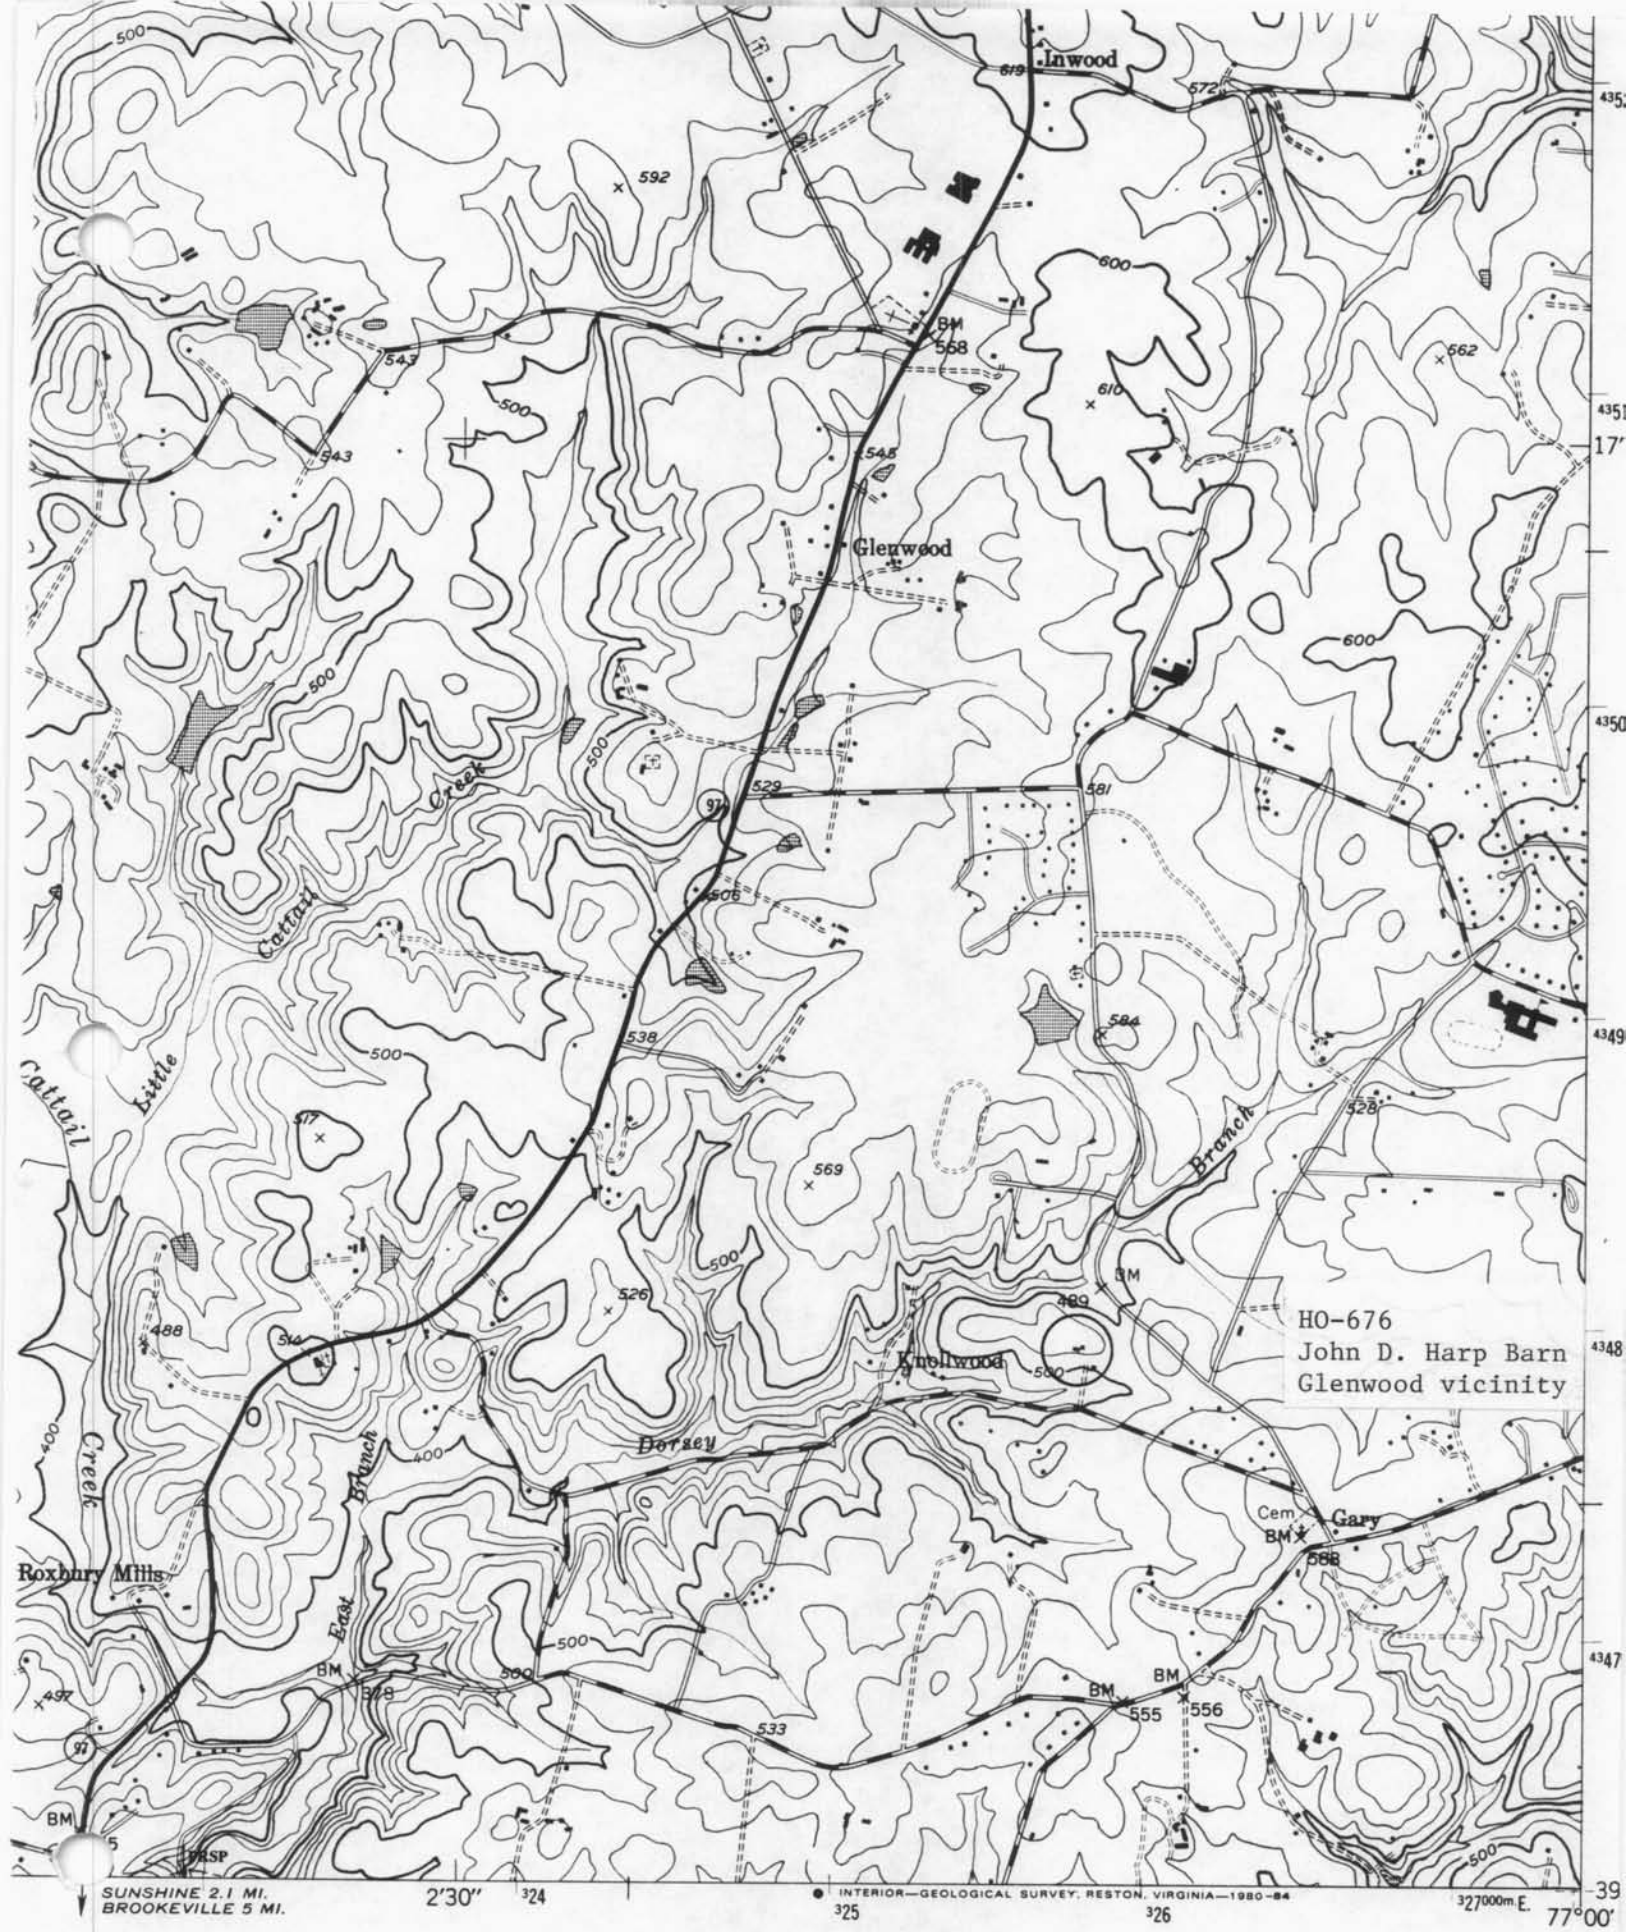 500
Inwood
619
572
592
600
BM
568
543
562
610
500
543
545
4351
17'
Glenwood
600
500
4350
500
Creek
529
97
581
506
Cattail
538
584
4349
500
Cattail
Little
517
528
Branch
569
500
526
BM
489
488
514
Knollwood
500
HO-676
John D. Harp Barn
Glenwood vicinity
4348
400
Creek
Branch
400
Dorsey
Cem
Gary
BM
588
Roxbury Mills
East
500
BM
378
500
BM
556
BM
555
4347
497
533
97
BM
500
SUNSHINE 2.1 MI.
BROOKEVILLE 5 MI.
2'30"
324
INTERIOR—GEOLOGICAL SURVEY, RESTON, VIRGINIA—1980-84
325
326
327000m.E.
77°00'